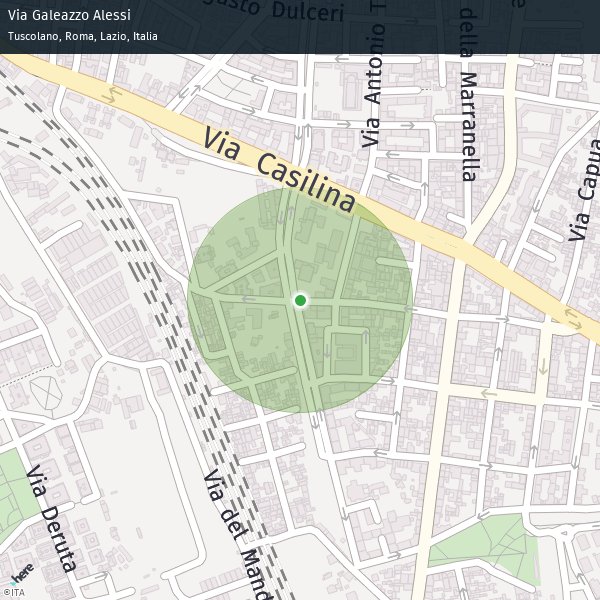 Via Galeazzo Alessi
Tuscolano, Roma, Lazio, Italia
Dulceri
Via Antonio T
della Marranella
Via Casilina
Via Capua
Via Deruta
Via del Mand
here
©ITA